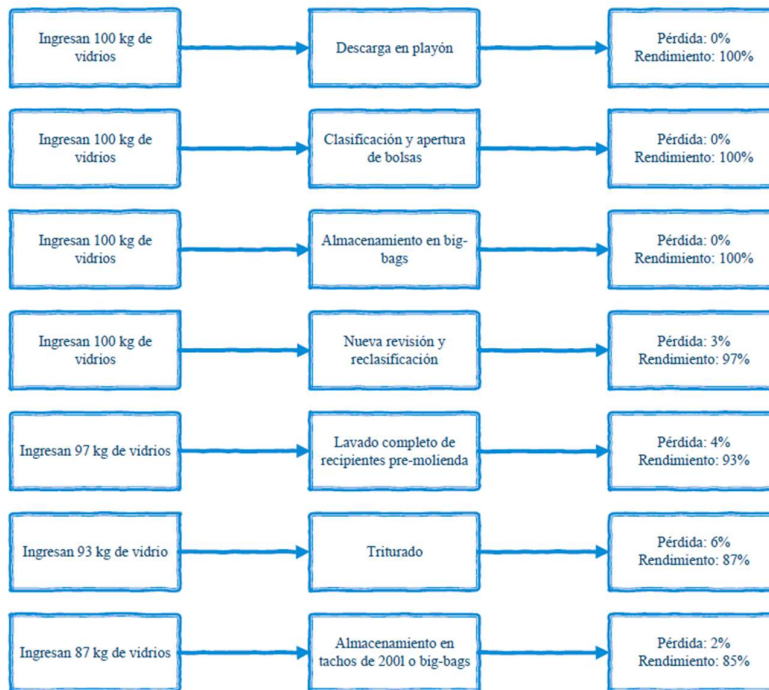 Ingresan 100 kg de
vidrios
Descarga en playón
Pérdida: 0%
Rendimiento: 100%
Ingresan 100 kg de
vidrios
Clasificación y apertura
de bolsas
Pérdida: 0%
Rendimiento: 100%
Ingresan 100 kg de
vidrios
Almacenamiento en big-
bags
Pérdida: 0%
Rendimiento: 100%
Ingresan 100 kg de
vidrios
Nueva revisión y
reclasificación
Pérdida: 3%
Rendimiento: 97%
Ingresan 97 kg de vidrios
Lavado completo de
recipientes pre-molienda
Pérdida: 4%
Rendimiento: 93%
Ingresan 93 kg de vidrio
Triturado
Pérdida: 6%
Rendimiento: 87%
Ingresan 87 kg de vidrios
Almacenamiento en
tachos de 200l o big-bags
Pérdida: 2%
Rendimiento: 85%